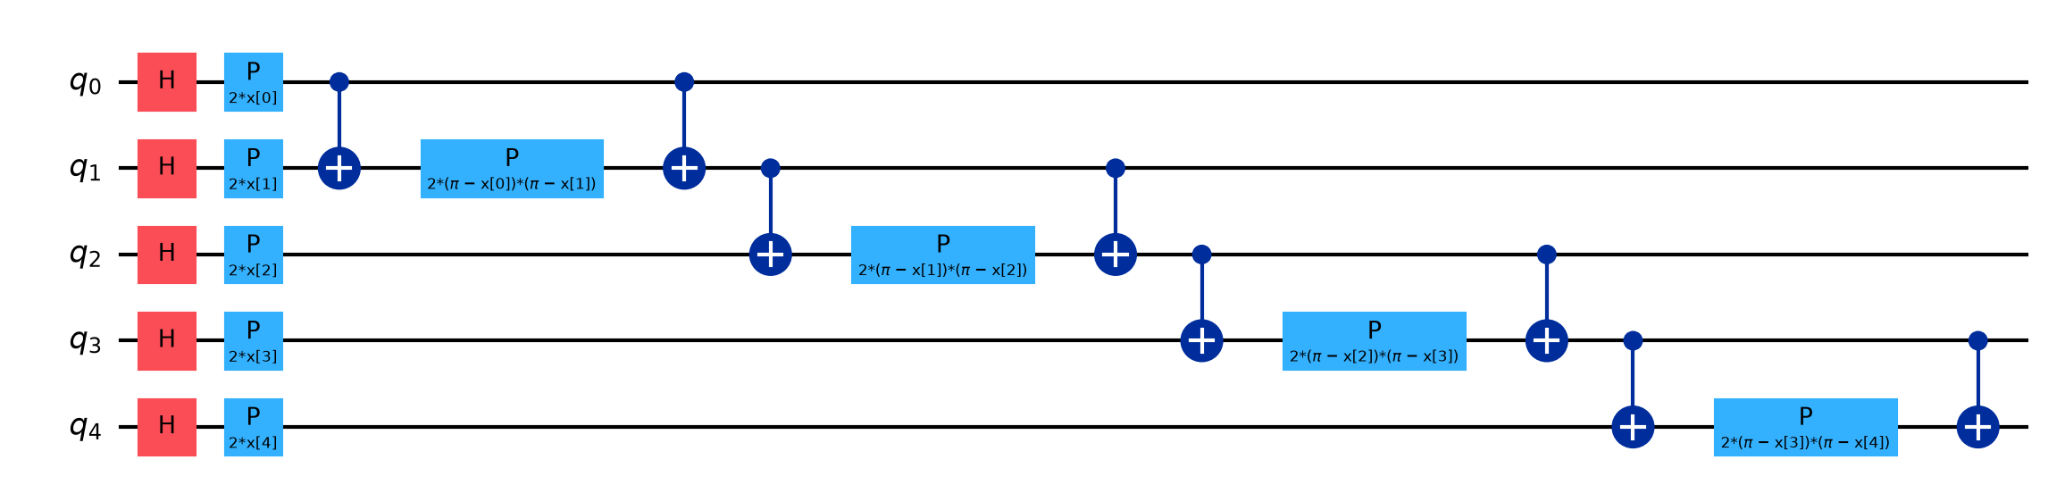 q0 H P 2*x[0]
q1 H P 2*x[1] P 2*(π − x[0])*(π − x[1])
q2 H P 2*x[2] P 2*(π − x[1])*(π − x[2])
q3 H P 2*x[3] P 2*(π − x[2])*(π − x[3])
q4 H P 2*x[4] P 2*(π − x[3])*(π − x[4])